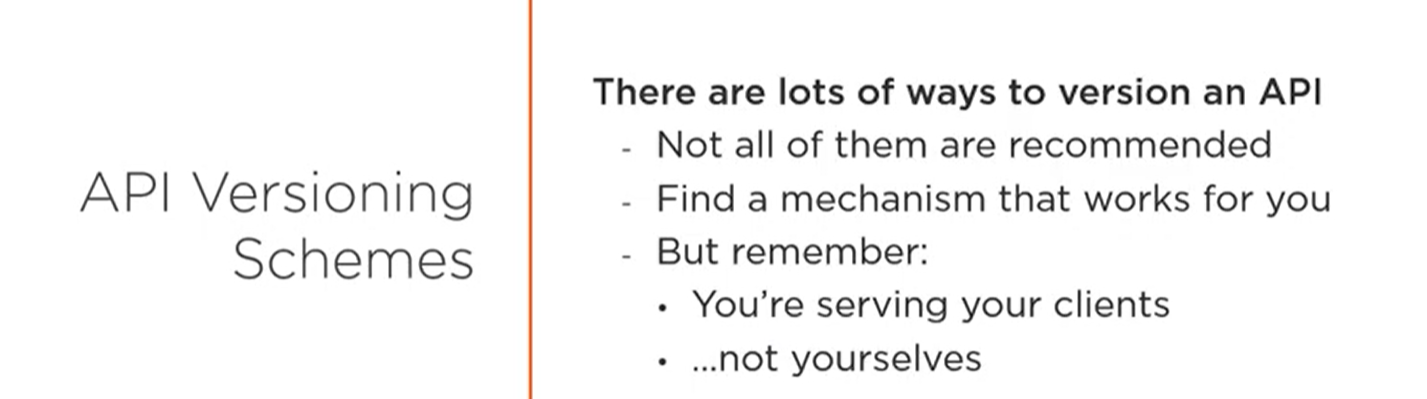 API Versioning
Schemes
There are lots of ways to version an API
- Not all of them are recommended
- Find a mechanism that works for you
- But remember:
• You're serving your clients
• ...not yourselves